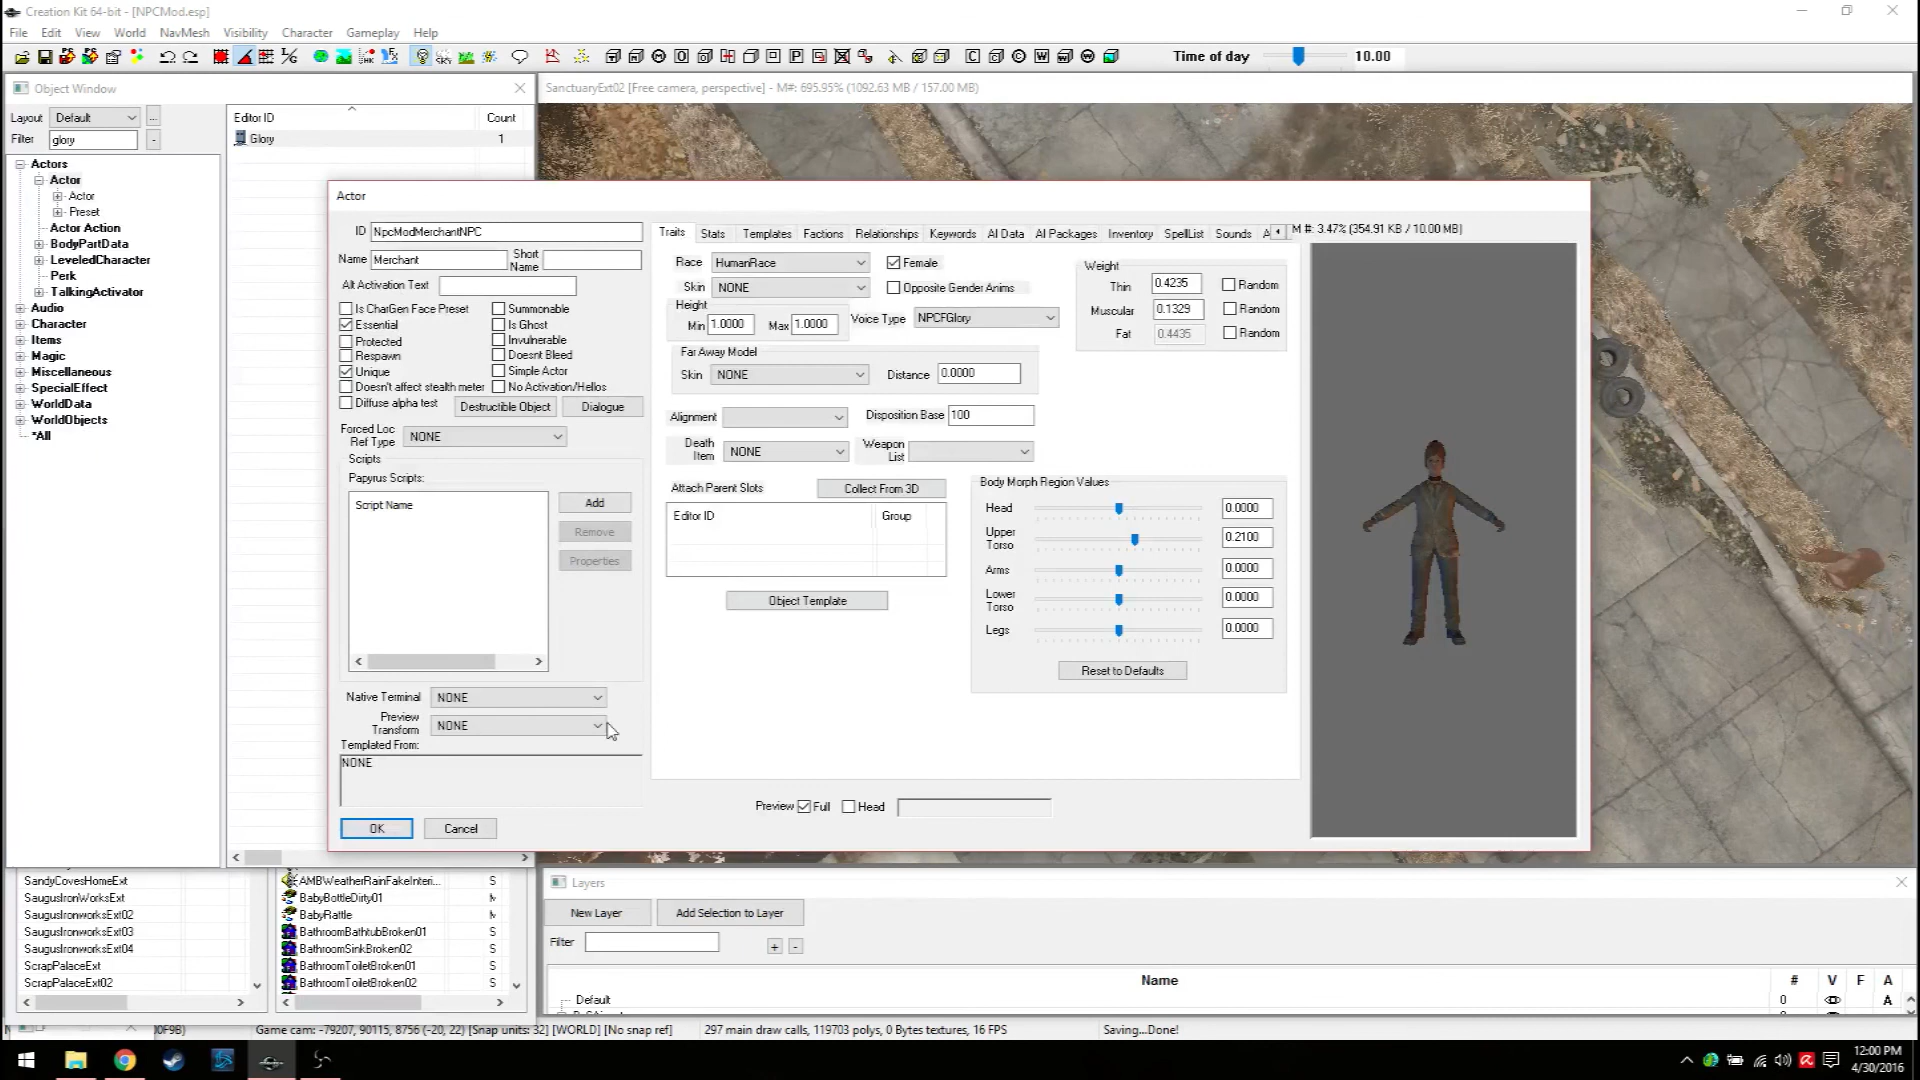 Creation Kit 64-bit - [NPCMod.esp]
File Edit View World NavMesh Visibility Character Gameplay Help
Time of day 10.00
Object Window
SanctuaryExt02 [Free camera, perspective] - M#: 695.95% (1092.63 MB / 157.00 MB)
Layout Default ...
Filter glory -
Editor ID Count
Glory 1
Actors
Actor
Actor
Preset
Actor Action
BodyPartData
LeveledCharacter
Perk
TalkingActivator
Audio
Character
Items
Magic
Miscellaneous
SpecialEffect
WorldData
WorldObjects
*All
Actor
ID NpcModMerchantNPC
Name Merchant Short Name
Alt Activation Text
Is CharGen Face Preset Summonable
Essential Is Ghost
Protected Invulnerable
Respawn Doesnt Bleed
Unique Simple Actor
Doesn't affect stealth meter No Activation/Hellos
Diffuse alpha test Destructible Object Dialogue
Forced Loc Ref Type NONE
Scripts
Papyrus Scripts:
Script Name
Add
Remove
Properties
Native Terminal NONE
Preview Transform NONE
Templated From:
NONE
OK Cancel
Traits Stats Templates Factions Relationships Keywords AI Data AI Packages Inventory SpellList Sounds A
M #: 3.47% (354.91 KB / 10.00 MB)
Race HumanRace Female
Skin NONE Opposite Gender Anims
Height
Min 1.0000 Max 1.0000 Voice Type NPCFGlory
Far Away Model
Skin NONE Distance 0.0000
Alignment Disposition Base 100
Death Item NONE Weapon List
Attach Parent Slots Collect From 3D
Editor ID Group
Object Template
Weight
Thin 0.4235 Random
Muscular 0.1329 Random
Fat 0.4435 Random
Body Morph Region Values
Head 0.0000
Upper Torso 0.2100
Arms 0.0000
Lower Torso 0.0000
Legs 0.0000
Reset to Defaults
Preview Full Head
SandyCovesHomeExt
SaugusIronWorksExt
SaugusIronworksExt02
SaugusIronworksExt03
SaugusIronworksExt04
ScrapPalaceExt
ScrapPalaceExt02
AMBWeatherRainFakeInteri... S
BabyBottleDirty01
BabyRattle
BathroomBathtubBroken01 S
BathroomSinkBroken02 S
BathroomToiletBroken01 S
BathroomToiletBroken02 S
Layers
New Layer Add Selection to Layer
Filter + -
Name # V F A
Default 0 A
0F9B) Game cam: -79207, 90115, 8756 (-20, 22) [Snap units: 32] [WORLD] [No snap ref] 297 main draw calls, 119703 polys, 0 Bytes textures, 16 FPS Saving...Done!
12:00 PM
4/30/2016